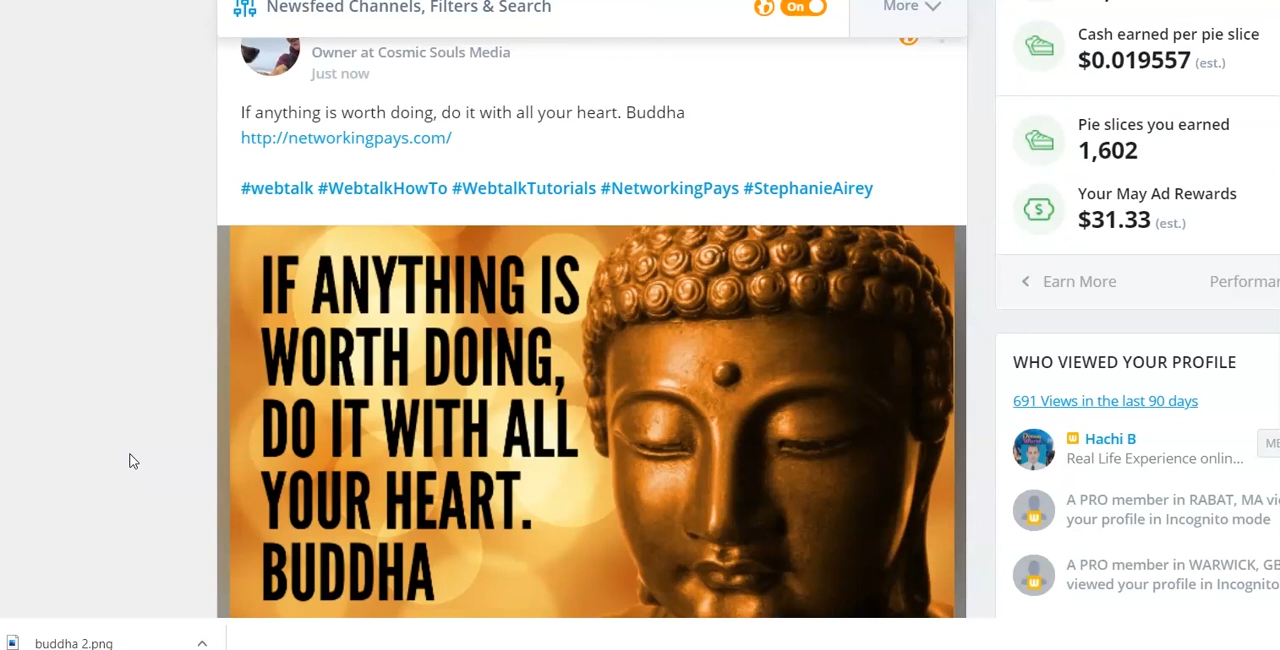 Newsfeed Channels, Filters & Search
On
More
Owner at Cosmic Souls Media
Just now
If anything is worth doing, do it with all your heart. Buddha
http://networkingpays.com/
#webtalk #WebtalkHowTo #WebtalkTutorials #NetworkingPays #StephanieAirey
IF ANYTHING IS
WORTH DOING,
DO IT WITH ALL
YOUR HEART.
BUDDHA
Cash earned per pie slice
$0.019557 (est.)
Pie slices you earned
1,602
Your May Ad Rewards
$31.33 (est.)
Earn More
Performan
WHO VIEWED YOUR PROFILE
691 Views in the last 90 days
Hachi B
Real Life Experience onlin...
ME
A PRO member in RABAT, MA vi
your profile in Incognito mode
A PRO member in WARWICK, GB
viewed your profile in Incognito
buddha 2.png